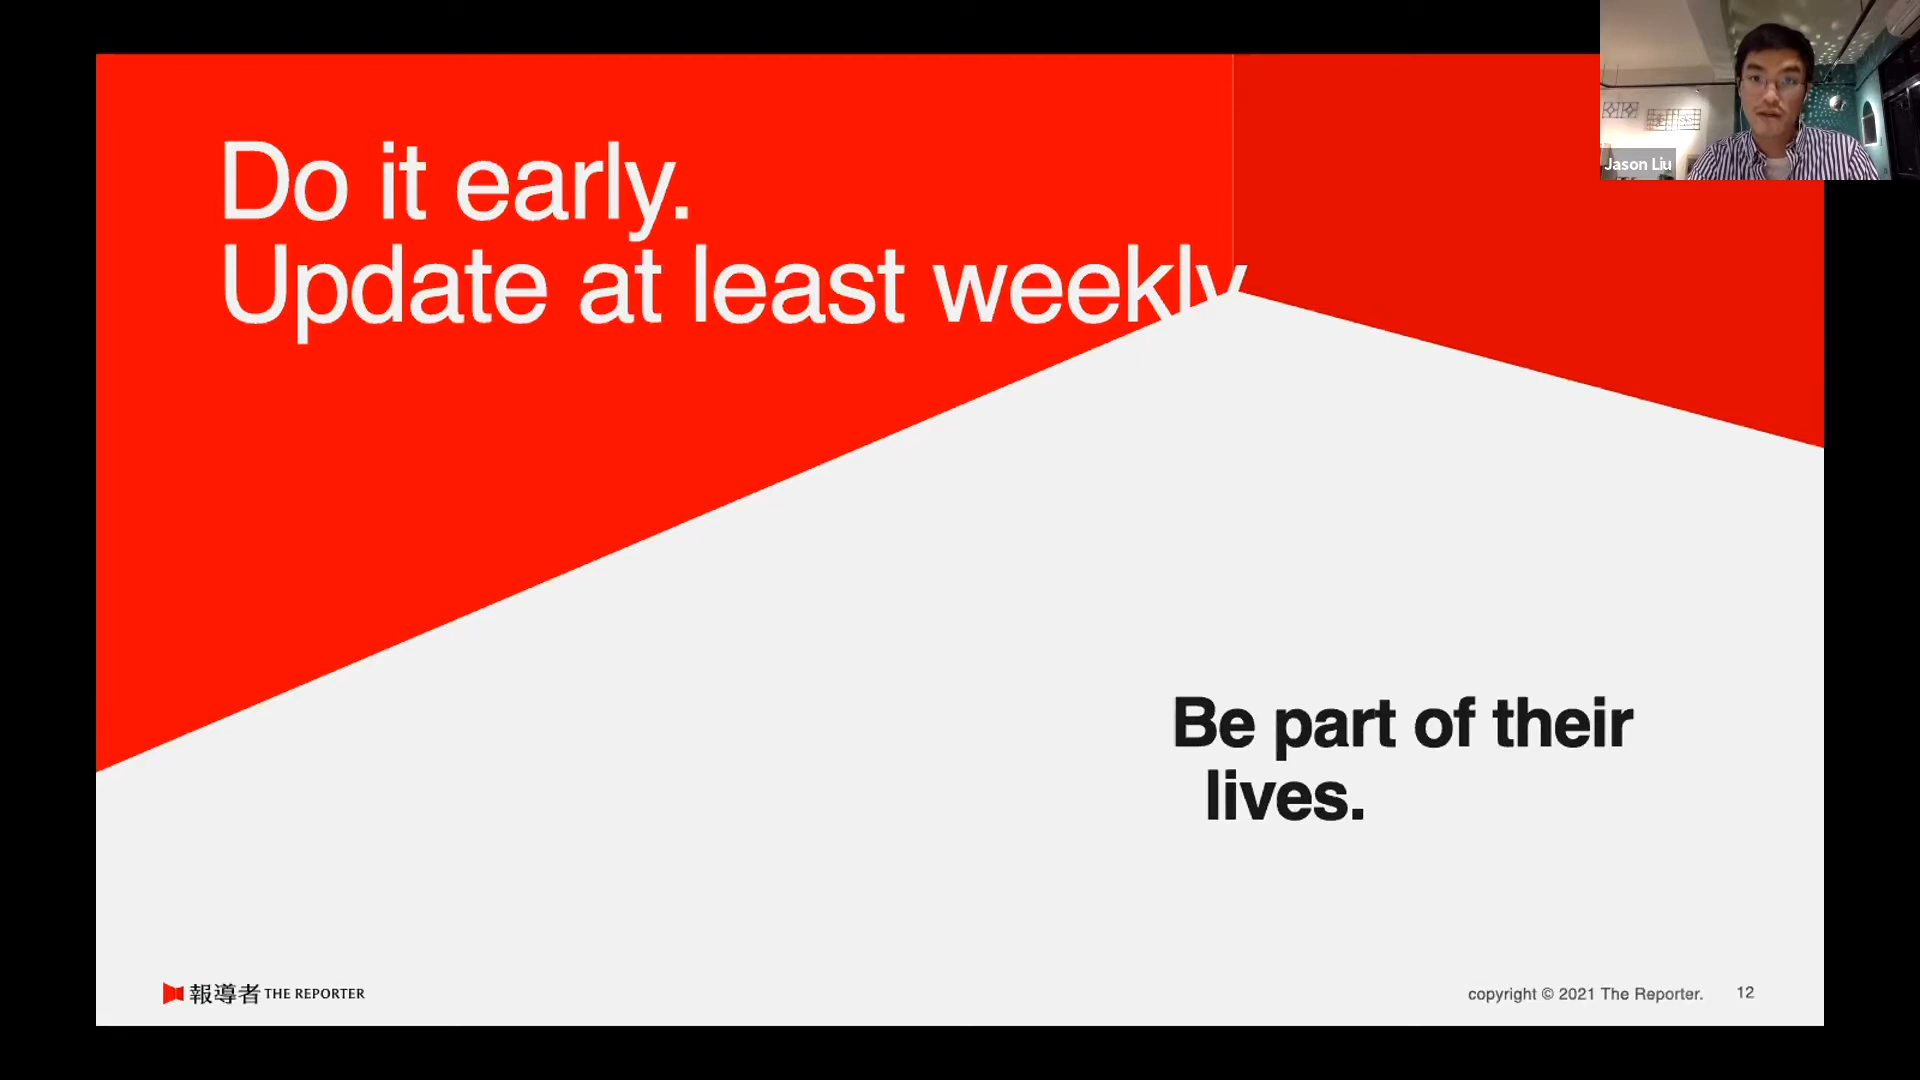 Jason Liu
Do it early.
Update at least weekly
Be part of their
lives.
報導者 THE REPORTER
copyright © 2021 The Reporter.
12